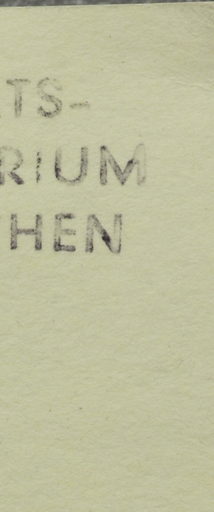 TS-
RIUM
HEN